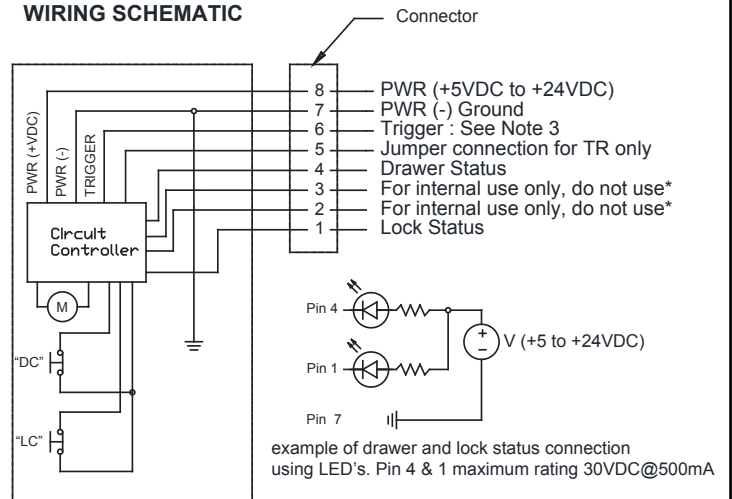 WIRING SCHEMATIC
Connector
8 PWR (+5VDC to +24VDC)
7 PWR (-) Ground
6 Trigger : See Note 3
5 Jumper connection for TR only
4 Drawer Status
3 For internal use only, do not use*
2 For internal use only, do not use*
1 Lock Status
PWR (+VDC)
PWR (-)
TRIGGER
CIrcuIt
Controller
M
"DC"
"LC"
Pin 4
Pin 1
Pin 7
+
−
V (+5 to +24VDC)
example of drawer and lock status connection
using LED's. Pin 4 & 1 maximum rating 30VDC@500mA